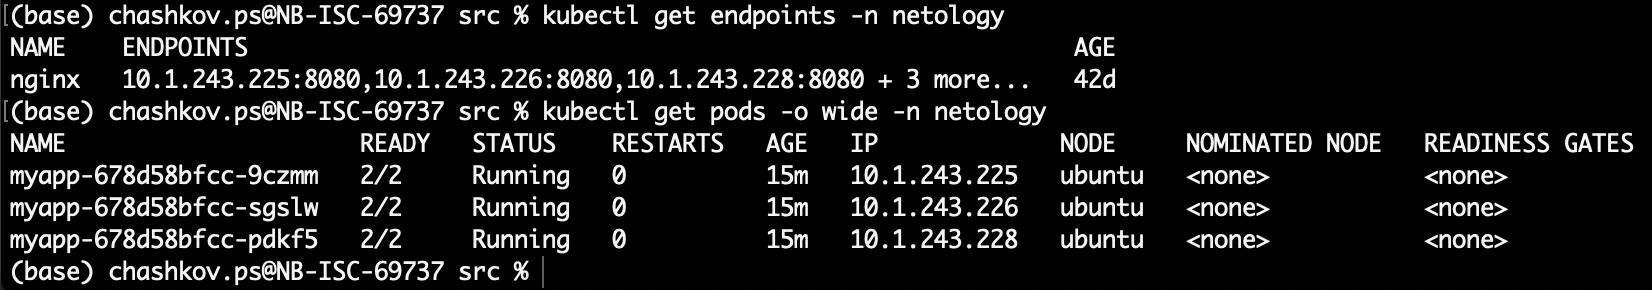 [(base) chashkov.ps@NB-ISC-69737 src % kubectl get endpoints -n netology
NAME    ENDPOINTS                                                     AGE
nginx   10.1.243.225:8080,10.1.243.226:8080,10.1.243.228:8080 + 3 more...   42d
[(base) chashkov.ps@NB-ISC-69737 src % kubectl get pods -o wide -n netology
NAME                     READY   STATUS    RESTARTS   AGE   IP             NODE     NOMINATED NODE   READINESS GATES
myapp-678d58bfcc-9czmm   2/2     Running   0          15m   10.1.243.225   ubuntu   <none>           <none>
myapp-678d58bfcc-sgslw   2/2     Running   0          15m   10.1.243.226   ubuntu   <none>           <none>
myapp-678d58bfcc-pdkf5   2/2     Running   0          15m   10.1.243.228   ubuntu   <none>           <none>
(base) chashkov.ps@NB-ISC-69737 src %